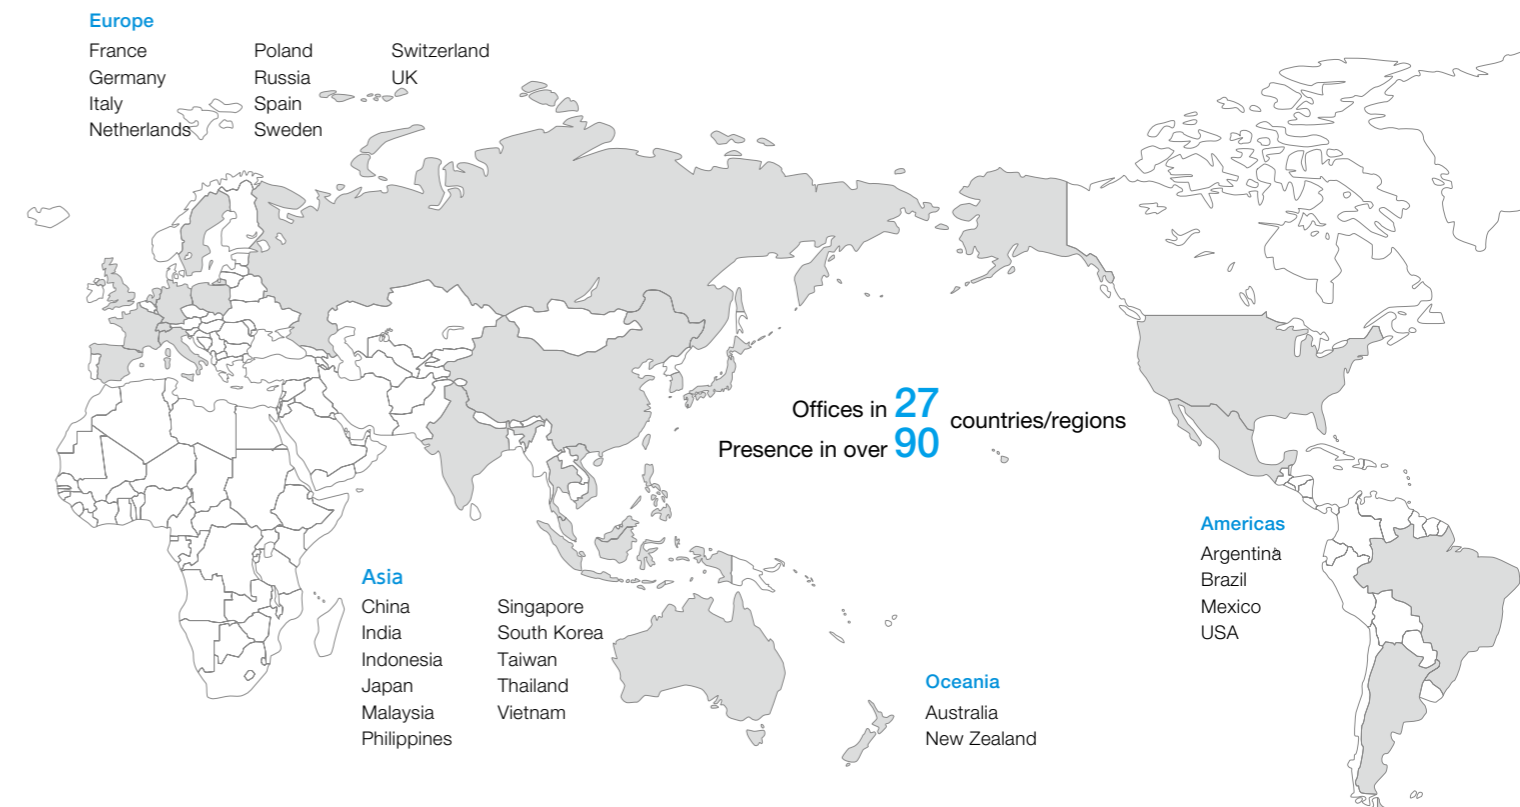 Europe
France
Germany
Italy
Netherlands
Poland
Russia
Spain
Sweden
Switzerland
UK
Offices in 27
Presence in over 90
countries/regions
Asia
China
India
Indonesia
Japan
Malaysia
Philippines
Singapore
South Korea
Taiwan
Thailand
Vietnam
Oceania
Australia
New Zealand
Americas
Argentina
Brazil
Mexico
USA